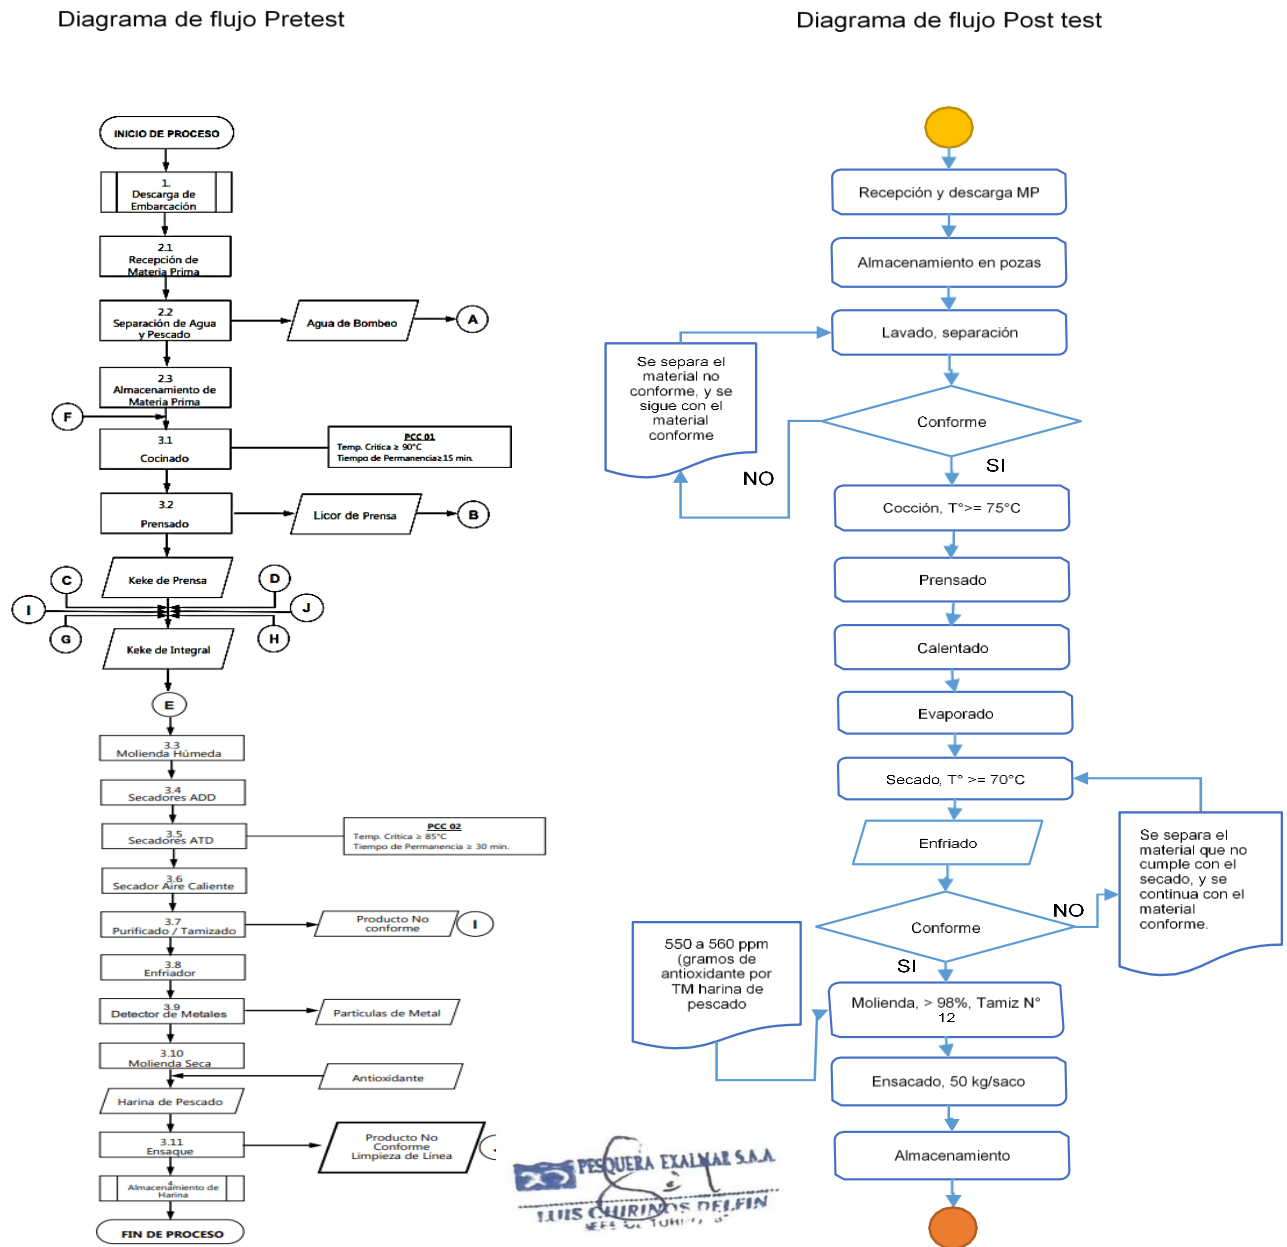 Diagrama de flujo Pretest
INICIO DE PROCESO
1.
Descarga de
Embarcación
2.1
Recepción de
Materia Prima
2.2
Separación de Agua
y Pescado
Agua de Bombeo
A
2.3
Almacenamiento de
Materia Prima
F
3.1
Cocinado
PCC 01
Temp. Critica ≥ 90°C
Tiempo de Permanencia≥15 min.
3.2
Prensado
Licor de Prensa
B
Keke de Prensa
C
D
I
J
G
H
Keke de Integral
E
3.3
Molienda Húmeda
3.4
Secadores ADD
3.5
Secadores ATD
PCC 02
Temp. Critica ≥ 85°C
Tiempo de Permanencia ≥ 30 min.
3.6
Secador Aire Caliente
3.7
Purificado / Tamizado
Producto No
conforme
I
3.8
Enfriador
3.9
Detector de Metales
Partículas de Metal
3.10
Molienda Seca
Antioxidante
Harina de Pescado
3.11
Ensaque
Producto No
Conforme
Limpieza de Línea
4.
Almacenamiento de
Harina
FIN DE PROCESO
Diagrama de flujo Post test
Recepción y descarga MP
Almacenamiento en pozas
Lavado, separación
Se separa el
material no
conforme, y se
sigue con el
material
conforme
Conforme
NO
SI
Cocción, T°>= 75°C
Prensado
Calentado
Evaporado
Secado, T° >= 70°C
Enfriado
Se separa el
material que no
cumple con el
secado, y se
continua con el
material
conforme.
Conforme
NO
SI
550 a 560 ppm
(gramos de
antioxidante por
TM harina de
pescado
Molienda, > 98%, Tamiz N°
12
Ensacado, 50 kg/saco
Almacenamiento
PESQUERA EXALMAR S.A.A.
LUIS CHIRINOS DELFIN